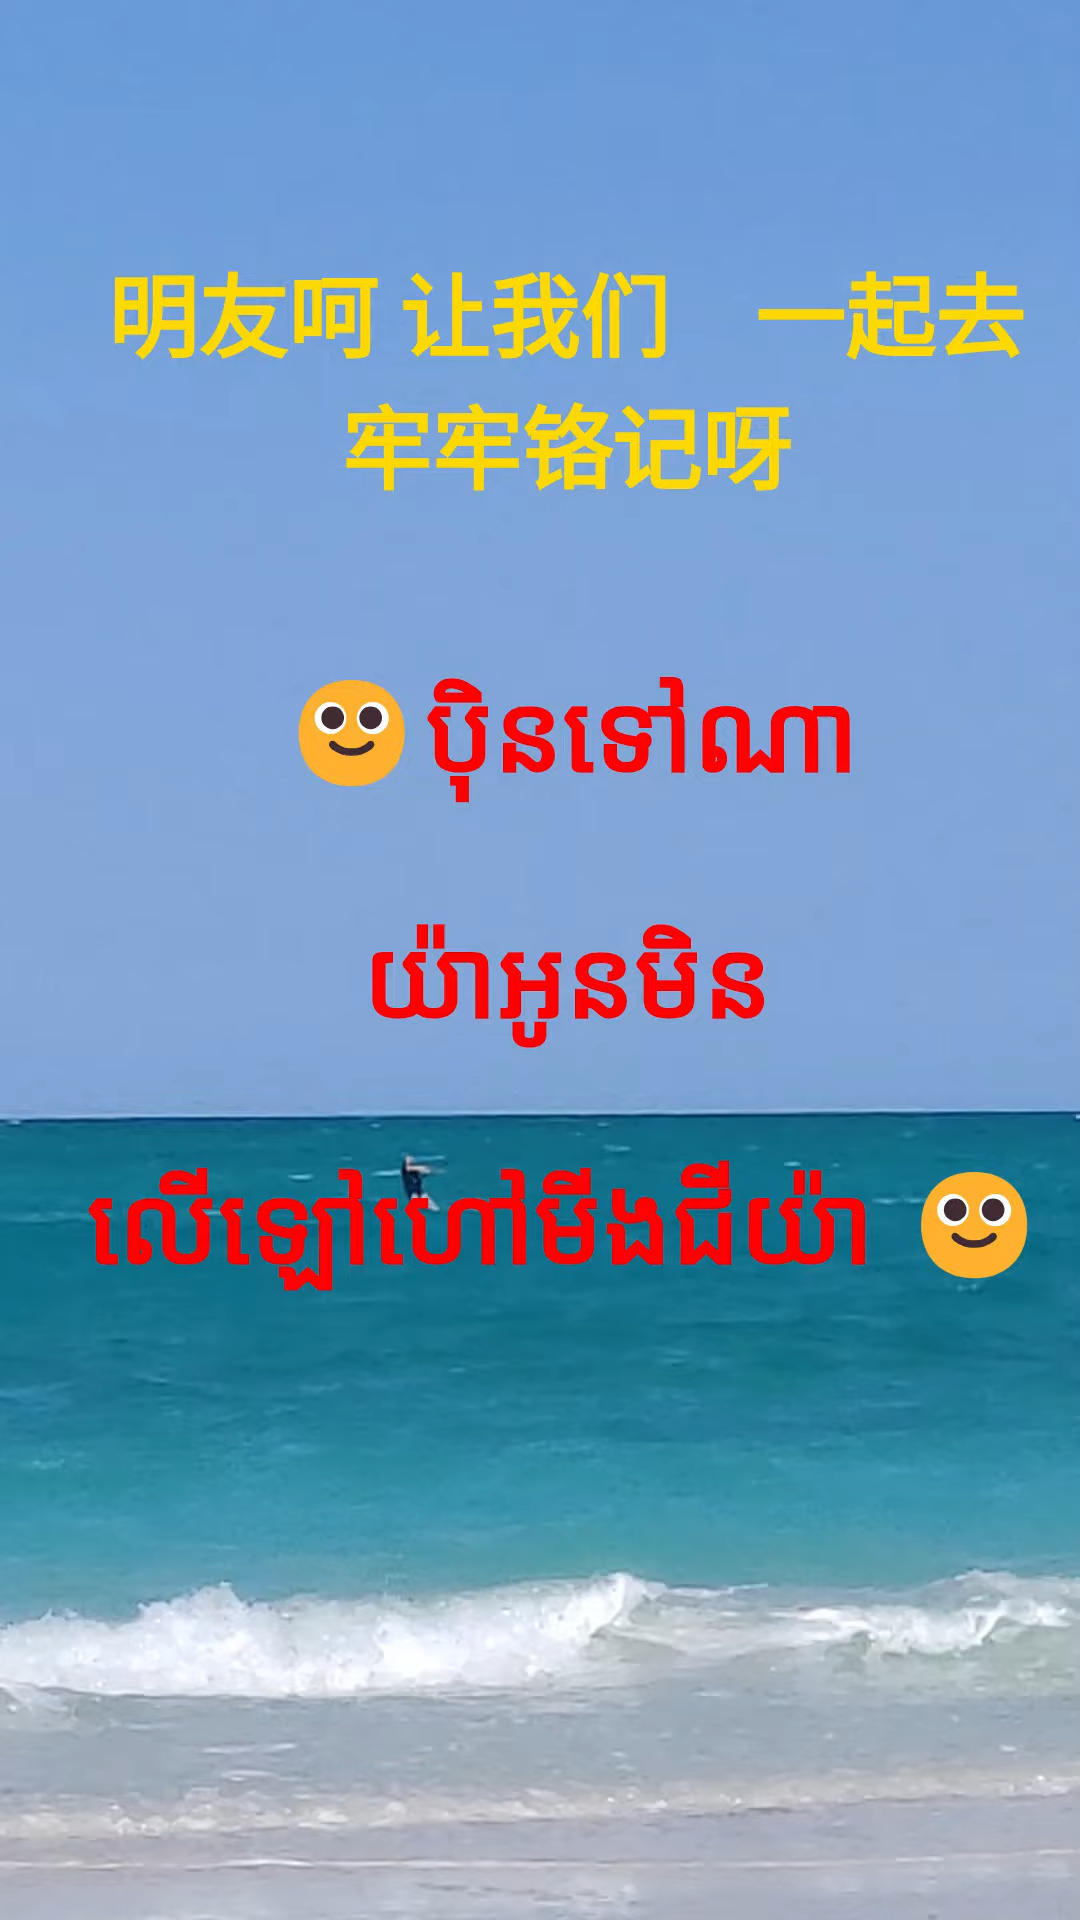 明友呵 让我们　一起去
牢牢铬记呀
🙂ប៉ិនទៅណា
យ៉ាអូនមិន
លើឡៅហៅមីងជីយ៉ា 🙂